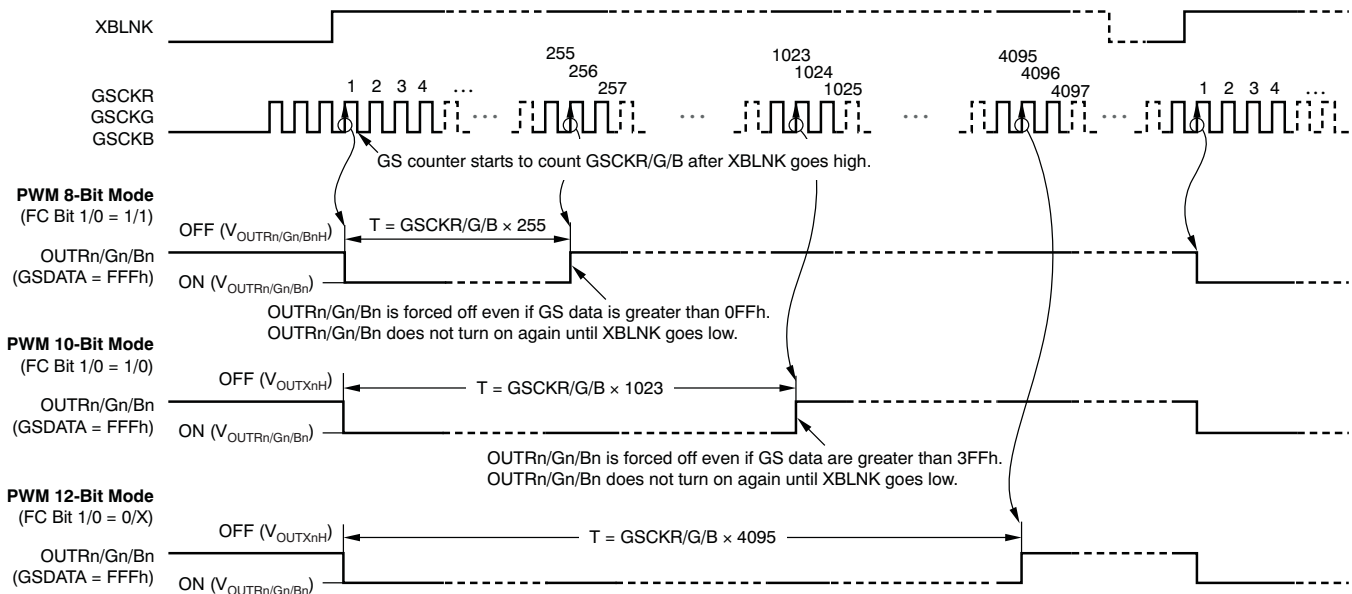 XBLNK
255
256
257
1023
1024
1025
4095
4096
4097
GSCKR
GSCKG
GSCKB
1 2 3 4 ...
...
...
...
...
1 2 3 4 ...
GS counter starts to count GSCKR/G/B after XBLNK goes high.
PWM 8-Bit Mode
(FC Bit 1/0 = 1/1)
OFF (VOUTRn/Gn/BnH)
T = GSCKR/G/B × 255
OUTRn/Gn/Bn
(GSDATA = FFFh)
ON (VOUTRn/Gn/Bn)
OUTRn/Gn/Bn is forced off even if GS data is greater than 0FFh.
OUTRn/Gn/Bn does not turn on again until XBLNK goes low.
PWM 10-Bit Mode
(FC Bit 1/0 = 1/0)
OFF (VOUTXnH)
T = GSCKR/G/B × 1023
OUTRn/Gn/Bn
(GSDATA = FFFh)
ON (VOUTRn/Gn/Bn)
OUTRn/Gn/Bn is forced off even if GS data are greater than 3FFh.
OUTRn/Gn/Bn does not turn on again until XBLNK goes low.
PWM 12-Bit Mode
(FC Bit 1/0 = 0/X)
OFF (VOUTXnH)
T = GSCKR/G/B × 4095
OUTRn/Gn/Bn
(GSDATA = FFFh)
ON (VOUTRn/Gn/Bn)